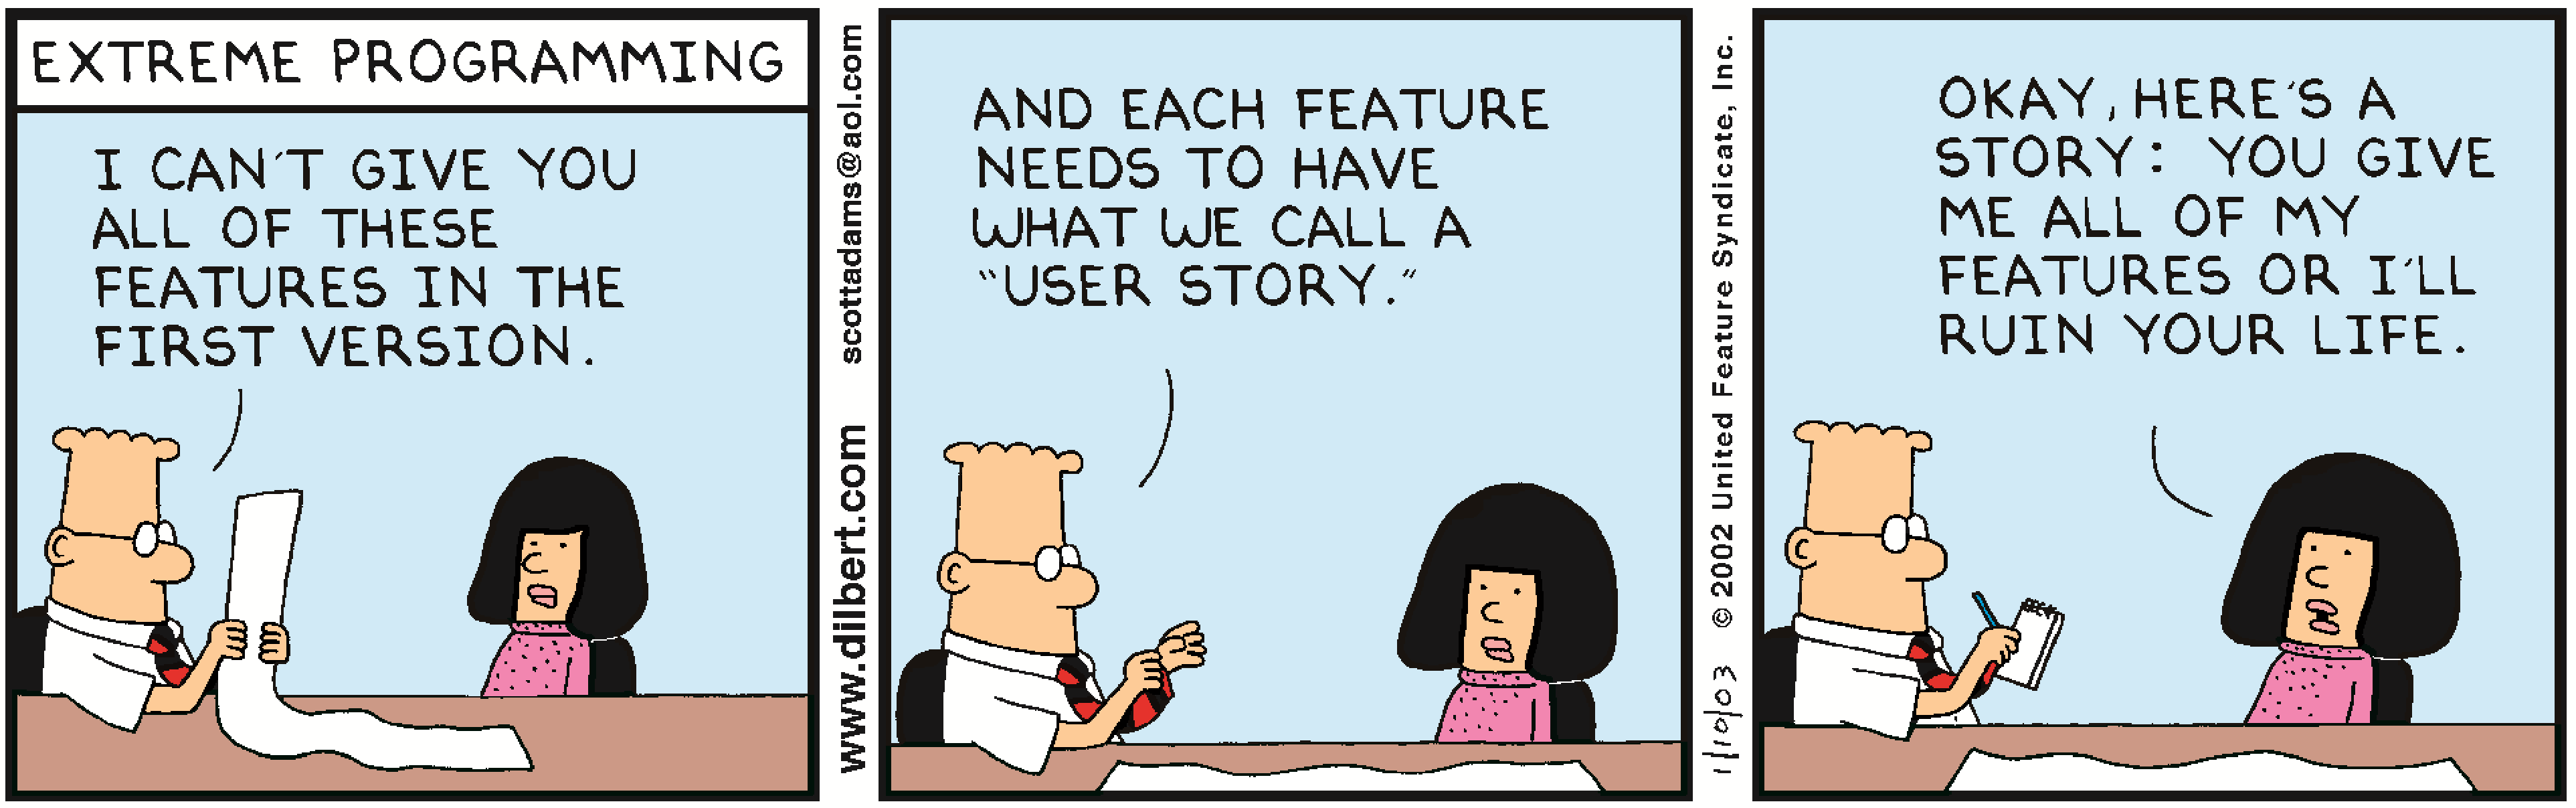 EXTREME PROGRAMMING
I CAN'T GIVE YOU
ALL OF THESE
FEATURES IN THE
FIRST VERSION.
www.dilbert.com scottadams@aol.com
AND EACH FEATURE
NEEDS TO HAVE
WHAT WE CALL A
"USER STORY."
1/10/03 © 2002 United Feature Syndicate, Inc.
OKAY, HERE'S A
STORY: YOU GIVE
ME ALL OF MY
FEATURES OR I'LL
RUIN YOUR LIFE.